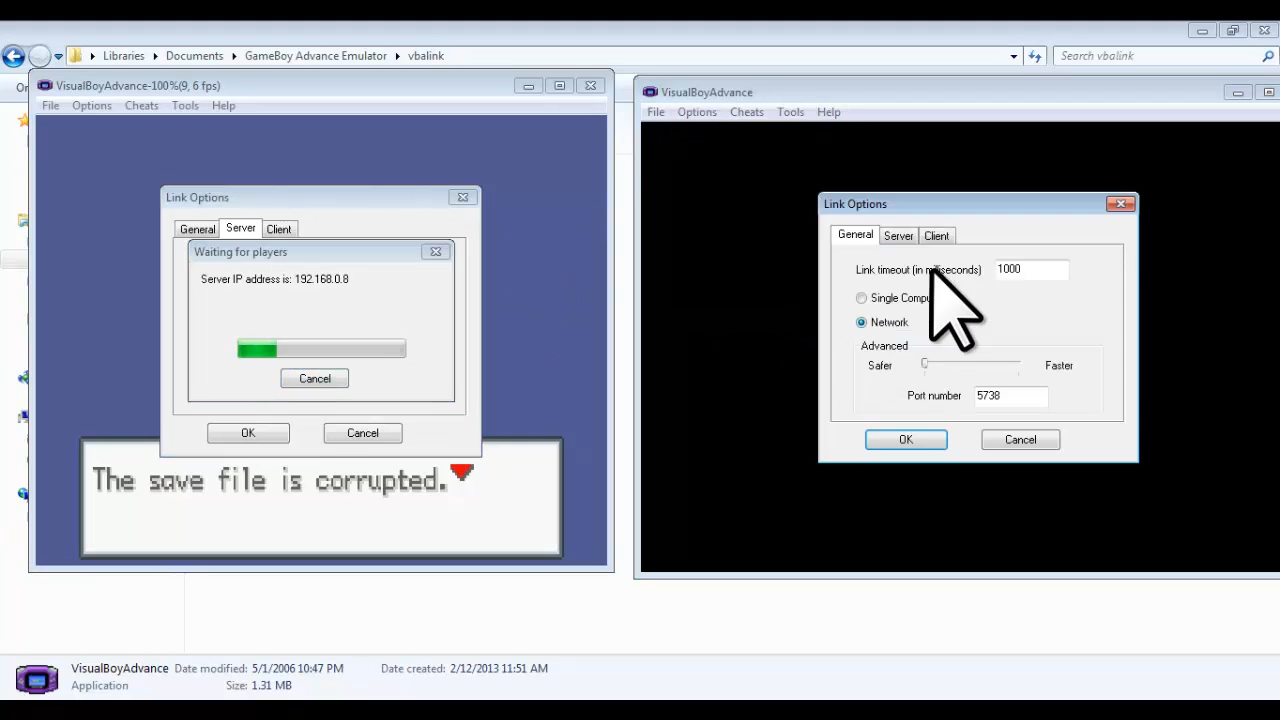 Libraries
Documents
GameBoy Advance Emulator
vbalink
Search vbalink
VisualBoyAdvance-100%(9, 6 fps)
File Options Cheats Tools Help
Link Options
General Server Client
Waiting for players
Server IP address is: 192.168.0.8
Cancel
OK Cancel
The save file is corrupted.
VisualBoyAdvance
File Options Cheats Tools Help
Link Options
General Server Client
Link timeout (in 1000
Single
Network
Advanced
Safer Faster
Port number 5738
OK Cancel
VisualBoyAdvance Date modified: 5/1/2006 10:47 PM Date created: 2/12/2013 11:51 AM
Application Size: 1.31 MB